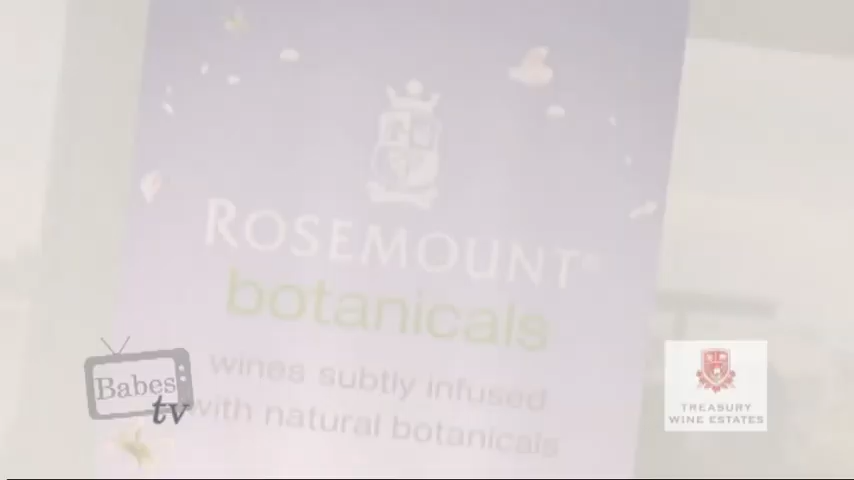 ROSEMOUNT®
botanicals
wines subtly infused
with natural botanicals
Babes
tv
TREASURY
WINE ESTATES